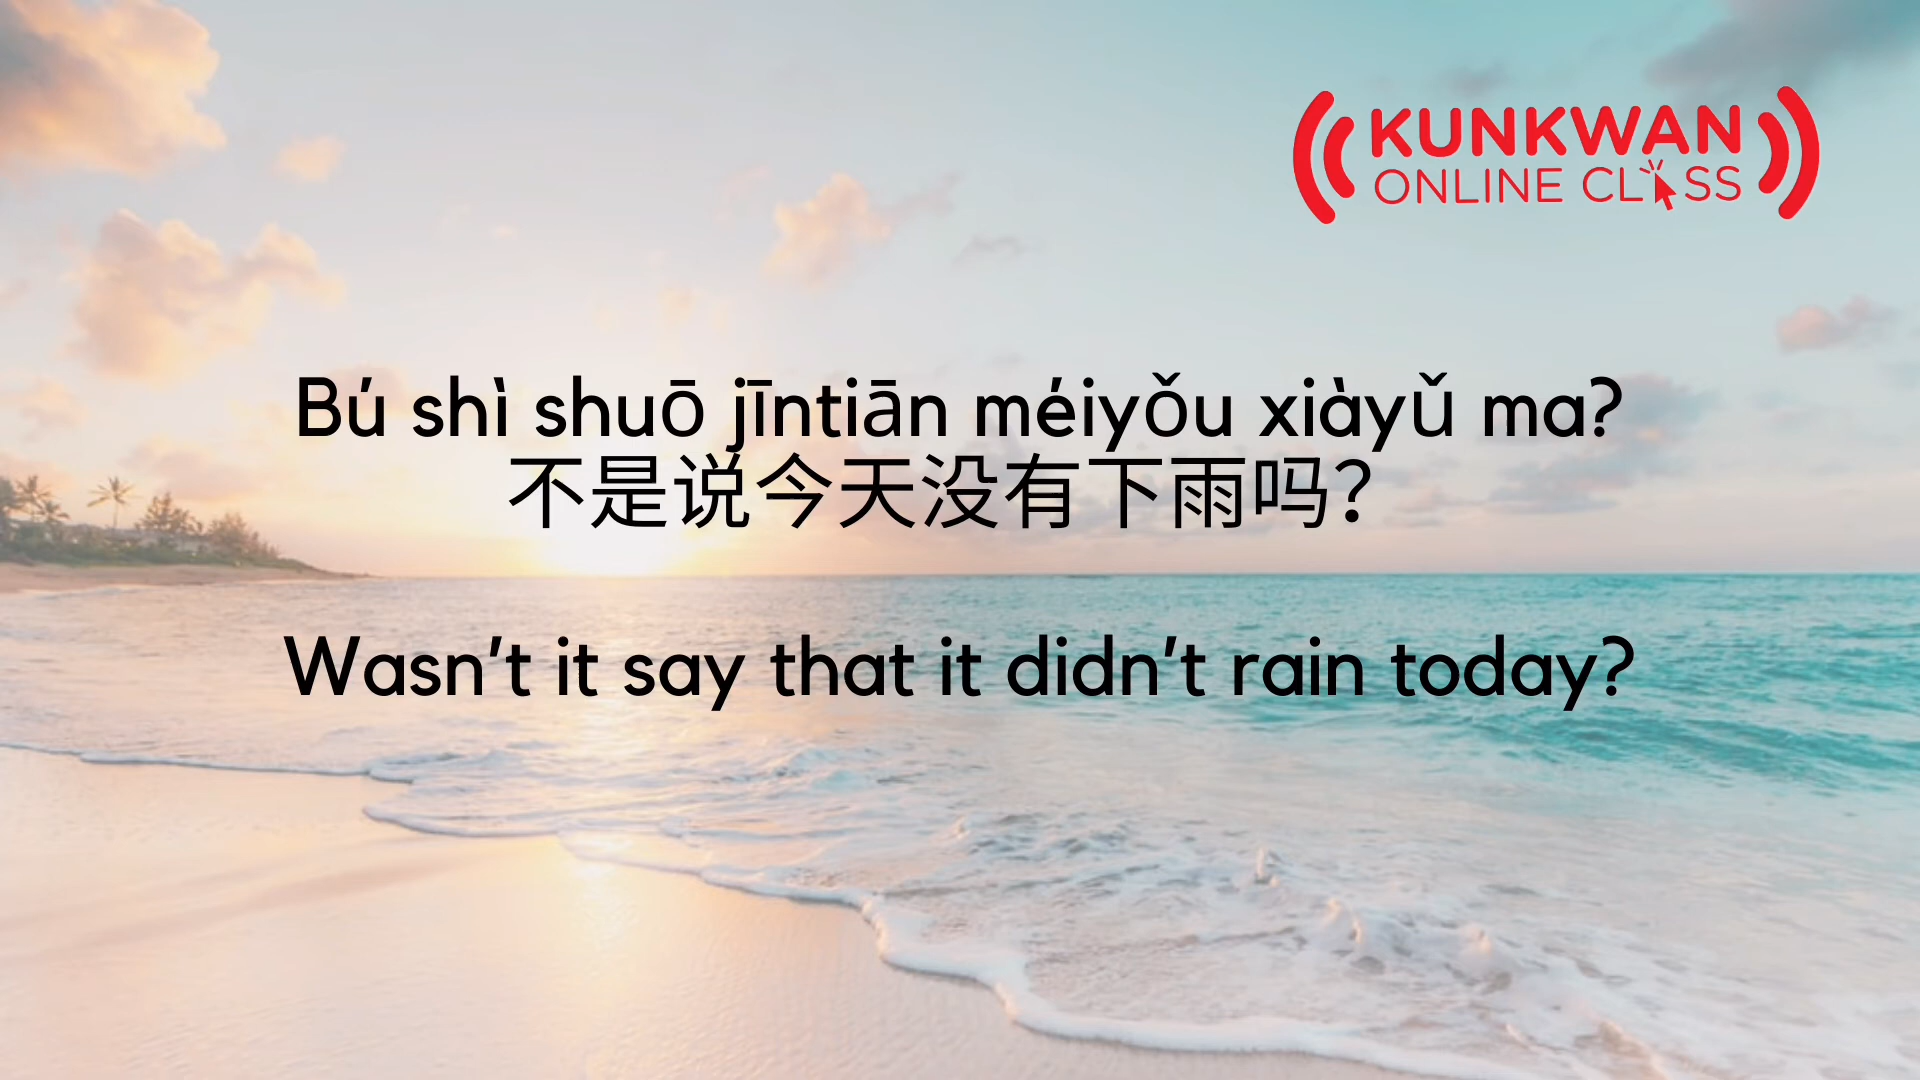 KUNKWAN
ONLINE CLASS
Bú shì shuō jīntiān méiyǒu xiàyǔ ma?
不是说今天没有下雨吗?
Wasn't it say that it didn't rain today?